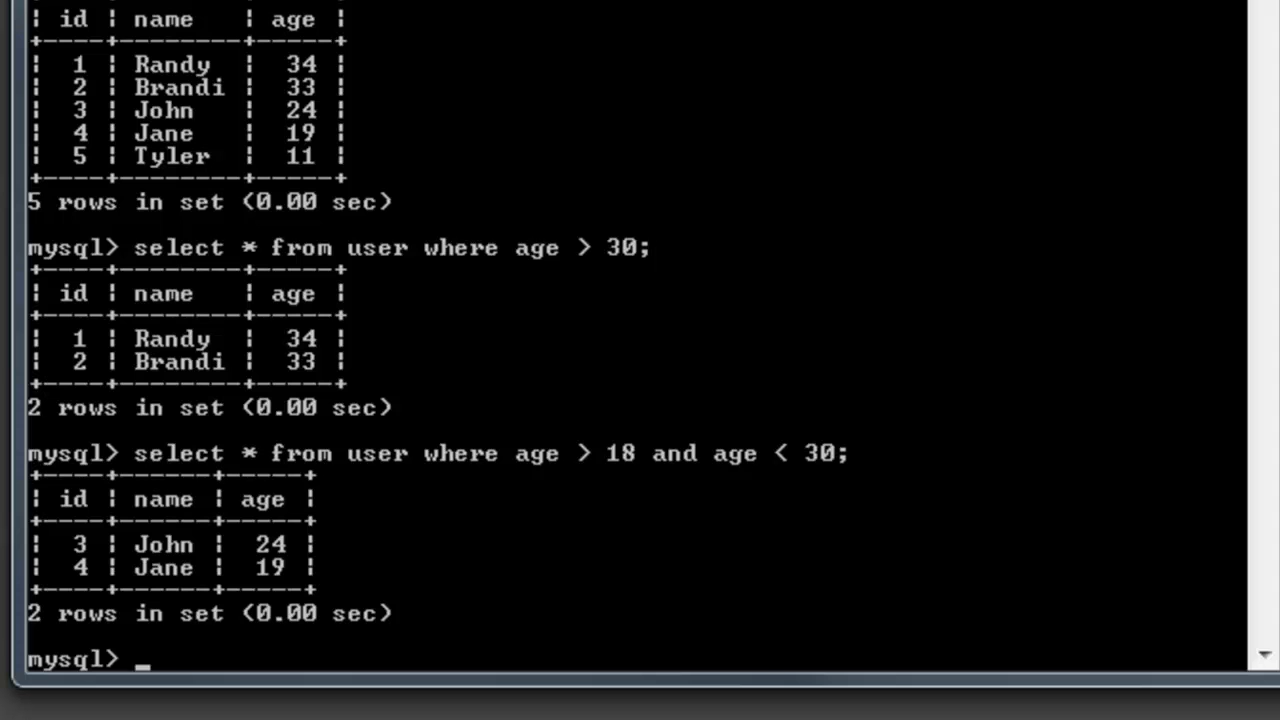 ¦ id ¦ name   ¦ age ¦
+----+--------+-----+
¦  1 ¦ Randy  ¦  34 ¦
¦  2 ¦ Brandi ¦  33 ¦
¦  3 ¦ John   ¦  24 ¦
¦  4 ¦ Jane   ¦  19 ¦
¦  5 ¦ Tyler  ¦  11 ¦
+----+--------+-----+
5 rows in set (0.00 sec)
mysql> select * from user where age > 30;
+----+--------+-----+
¦ id ¦ name   ¦ age ¦
+----+--------+-----+
¦  1 ¦ Randy  ¦  34 ¦
¦  2 ¦ Brandi ¦  33 ¦
+----+--------+-----+
2 rows in set (0.00 sec)
mysql> select * from user where age > 18 and age < 30;
+----+------+-----+
¦ id ¦ name ¦ age ¦
+----+------+-----+
¦  3 ¦ John ¦  24 ¦
¦  4 ¦ Jane ¦  19 ¦
+----+------+-----+
2 rows in set (0.00 sec)
mysql> _